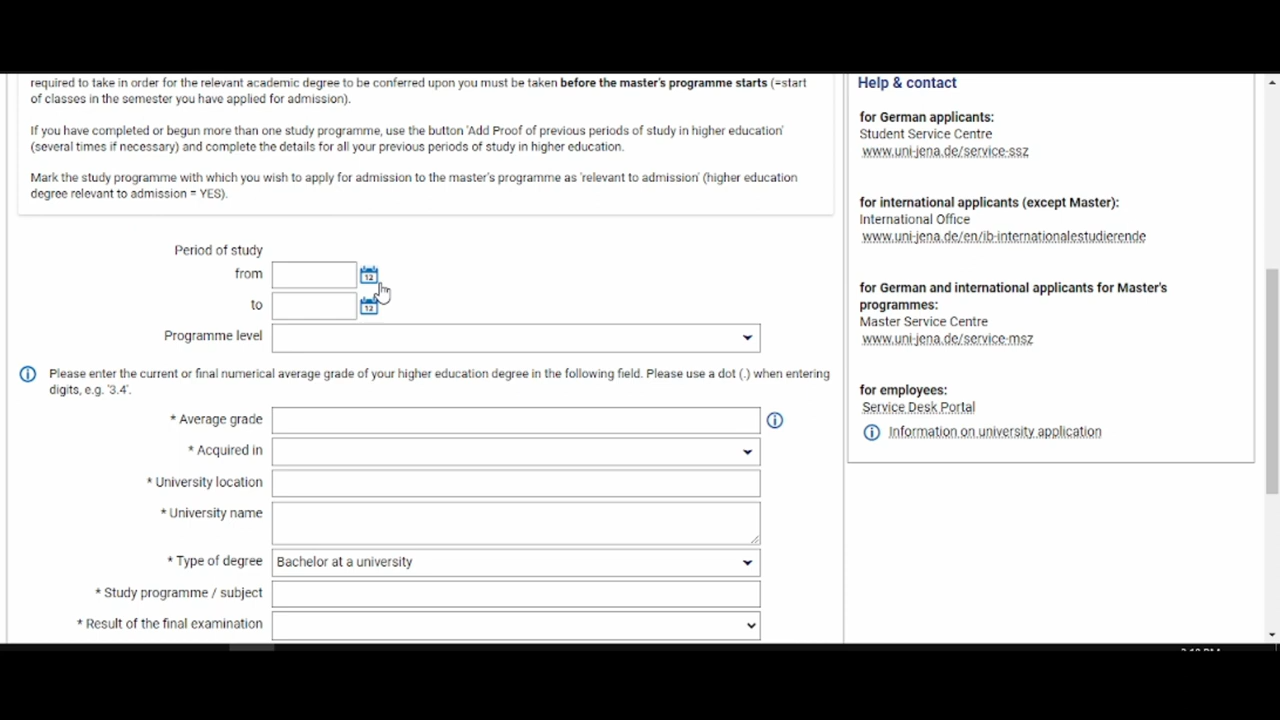 required to take in order for the relevant academic degree to be conferred upon you must be taken before the master's programme starts (=start
of classes in the semester you have applied for admission).
If you have completed or begun more than one study programme, use the button 'Add Proof of previous periods of study in higher education'
(several times if necessary) and complete the details for all your previous periods of study in higher education.
Mark the study programme with which you wish to apply for admission to the master's programme as 'relevant to admission' (higher education
degree relevant to admission = YES).
Period of study
from
12
to
12
Programme level
Please enter the current or final numerical average grade of your higher education degree in the following field. Please use a dot (.) when entering
digits, e.g. '3.4'.
* Average grade
* Acquired in
* University location
* University name
* Type of degree
Bachelor at a university
* Study programme / subject
* Result of the final examination
Help & contact
for German applicants:
Student Service Centre
www.uni-jena.de/service-ssz
for international applicants (except Master):
International Office
www.uni-jena.de/en/ib-internationalestudierende
for German and international applicants for Master's
programmes:
Master Service Centre
www.uni-jena.de/service-msz
for employees:
Service Desk Portal
Information on university application